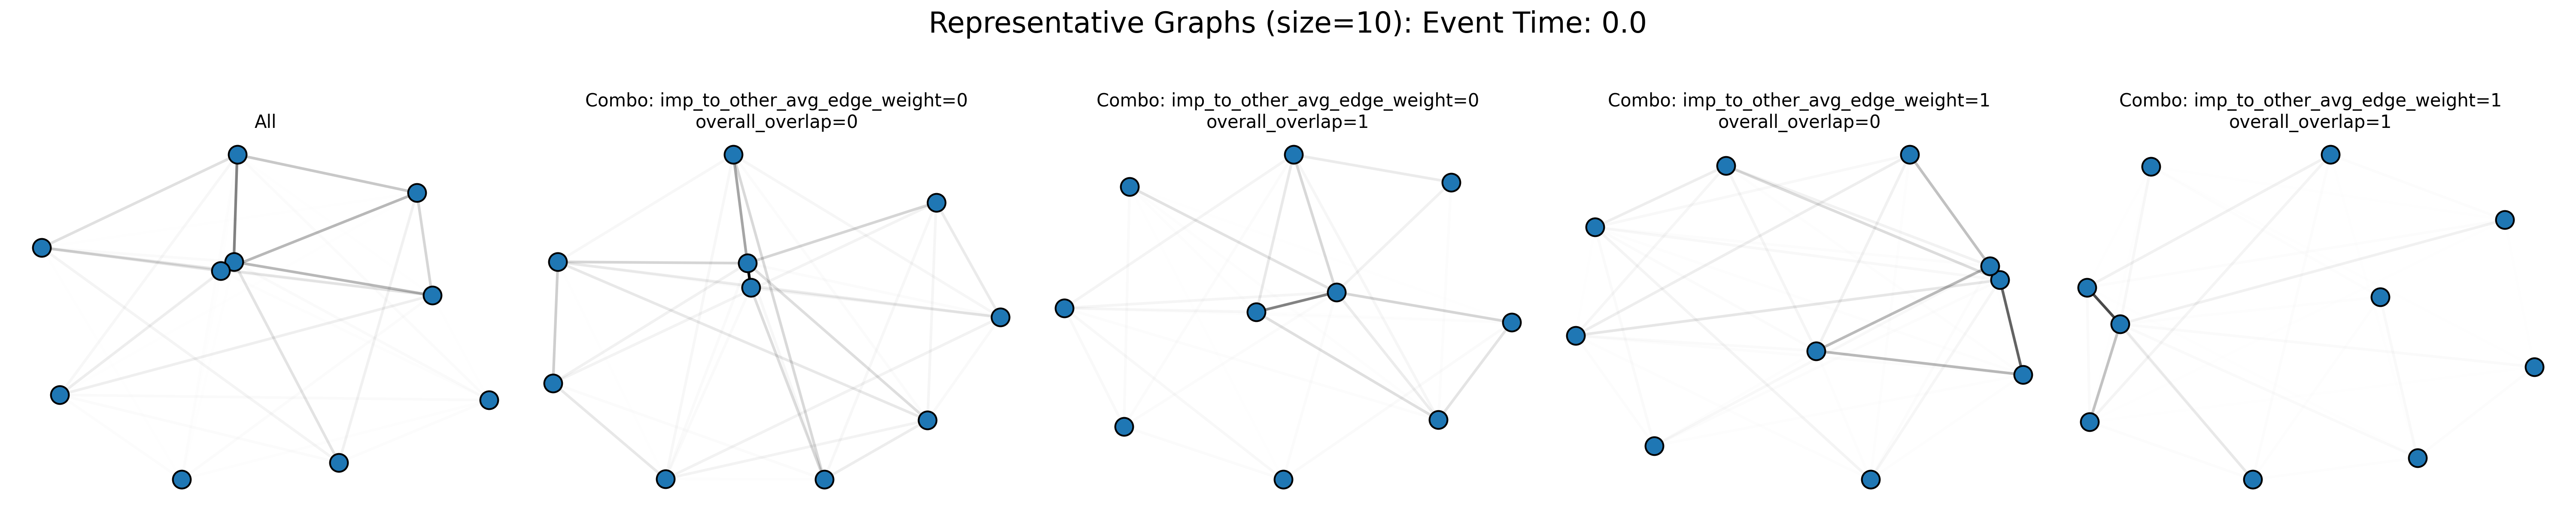 Representative Graphs (size=10): Event Time: 0.0
All
Combo: imp_to_other_avg_edge_weight=0
overall_overlap=0
Combo: imp_to_other_avg_edge_weight=0
overall_overlap=1
Combo: imp_to_other_avg_edge_weight=1
overall_overlap=0
Combo: imp_to_other_avg_edge_weight=1
overall_overlap=1